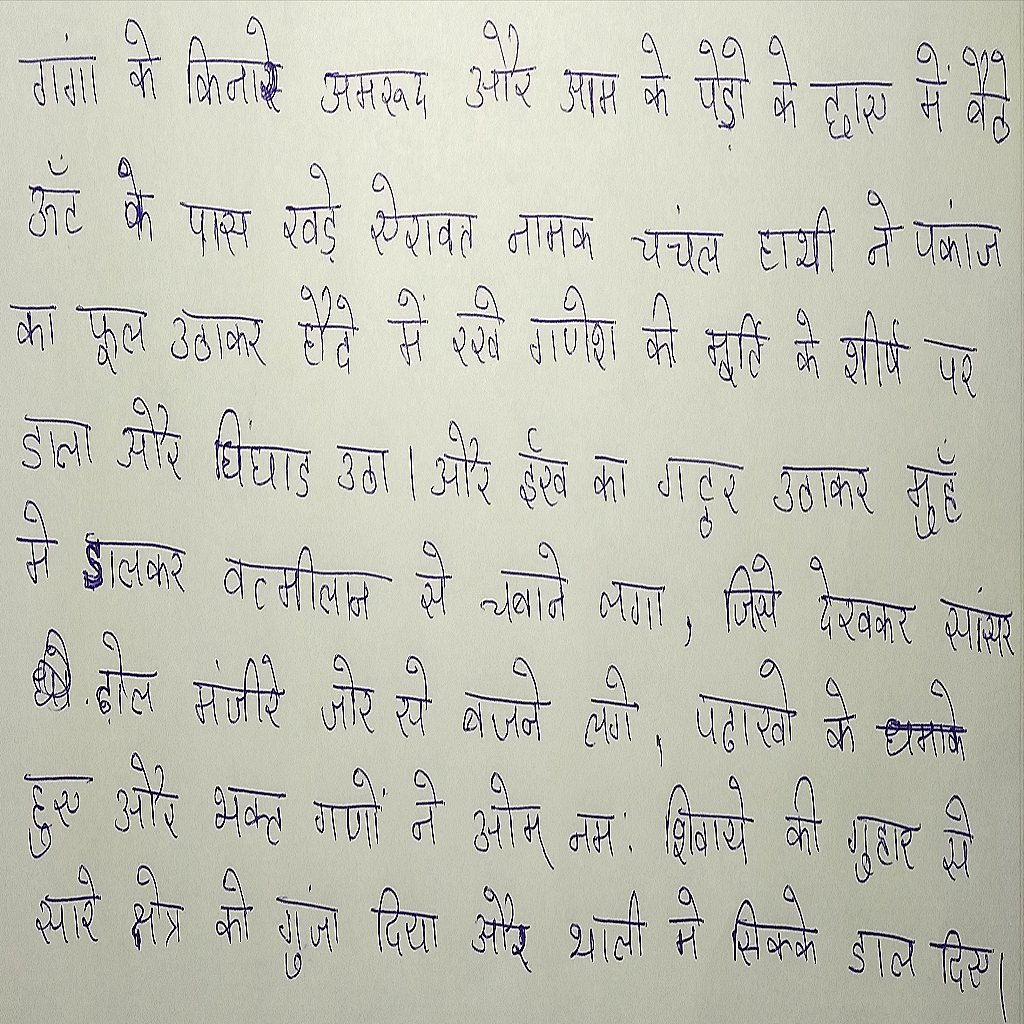 गंगा के किनारे अमरूद और आम के पेड़ो के छाए में बैठे
ऊँट के पास खड़े ऐरावत नामक चंचल हाथी ने पंकाज
का फूल उठाकर हौदे में रखे गणेश की मूर्ति के शीर्ष पर
डाला और चिंघाड उठा। और ईख का गट्ठर उठाकर मुहँ
मे डालकर से चबाने लगा, जिसे देखकर सांसर
ढ़ोल मंजीरे जोर से बजने लगे, पटाखो के धमाके
हुए और भक्त गणों ने ओम् नमः शिवाये की गुहार से
सारे क्षेत्र को गुंजा दिया और थाली मे सिक्के डाल दिए।